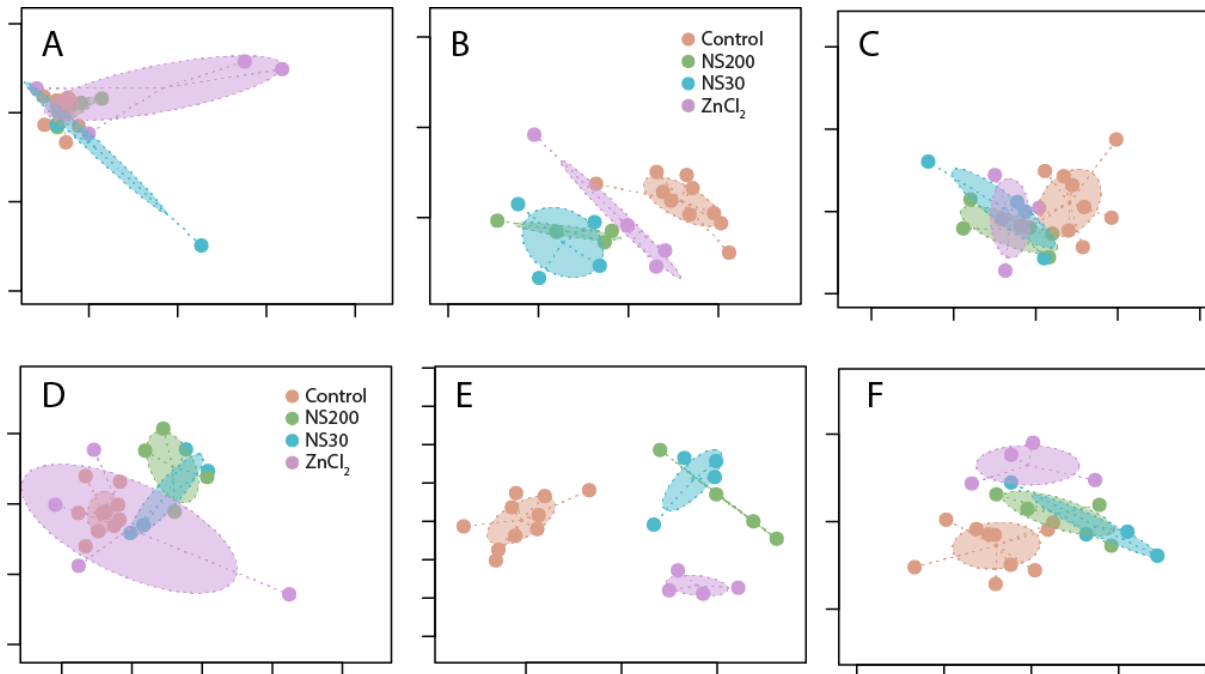 A
B
Control
NS200
NS30
ZnCl₂
C
D
Control
NS200
NS30
ZnCl₂
E
F